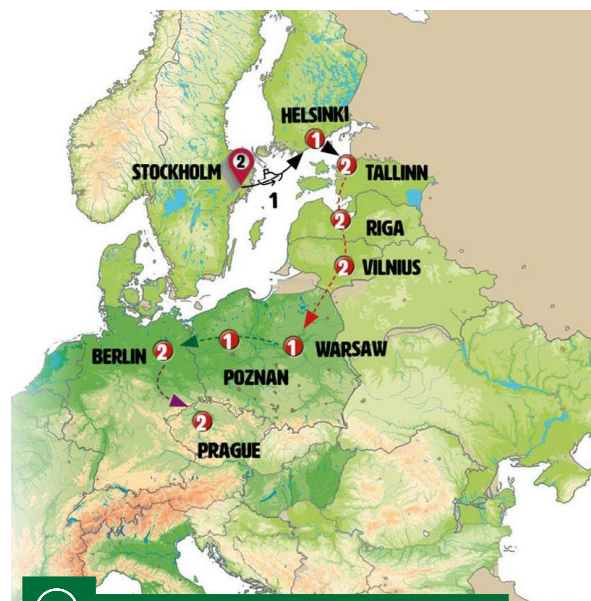 HELSINKI
1
2
STOCKHOLM
2
TALLINN
1
2
RIGA
2
VILNIUS
BERLIN
2
1
1
WARSAW
POZNAN
2
PRAGUE